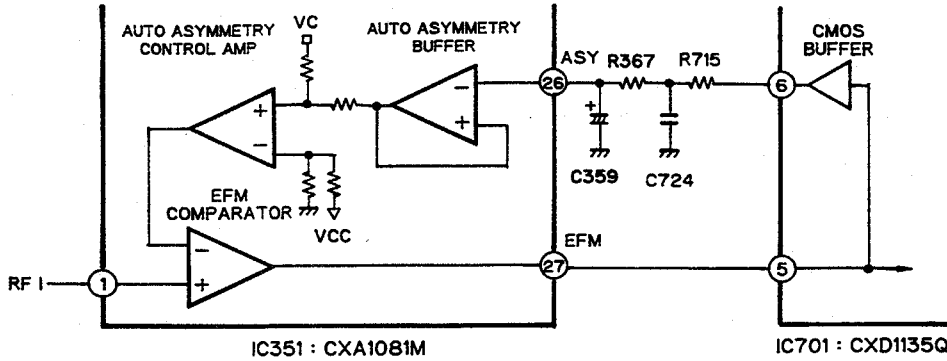 AUTO ASYMMETRY
CONTROL AMP
VC
AUTO ASYMMETRY
BUFFER
CMOS
BUFFER
ASY
R367
R715
26
6
+
−
−
+
+
−
C359
C724
EFM
COMPARATOR
VCC
EFM
−
+
27
5
RF I
1
IC351 : CXA1081M
IC701 : CXD1135Q